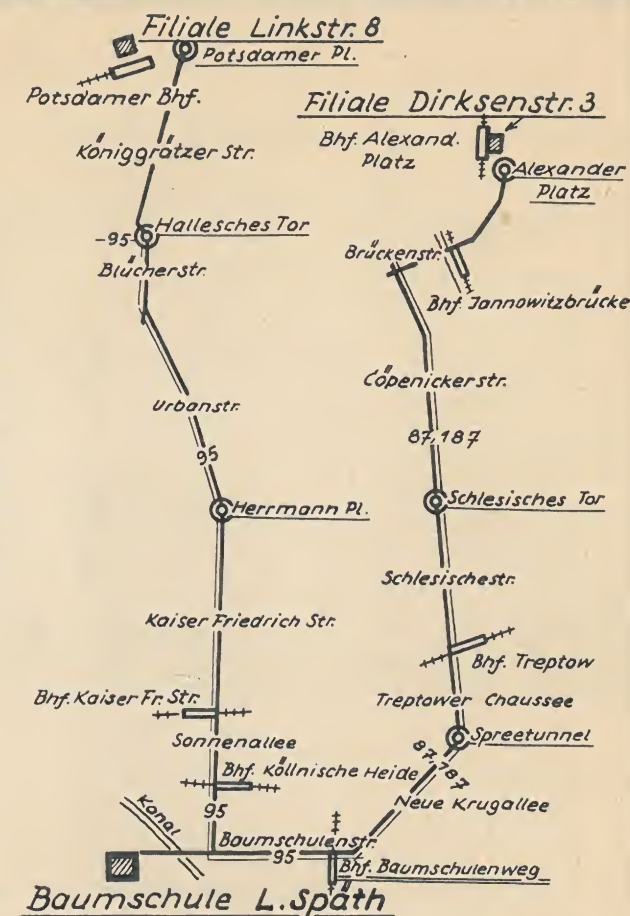 Filiale Linkstr. 8
Potsdamer Pl.
Potsdamer Bhf.
Königgrätzer Str.
Hallesches Tor
-95-
Blücherstr.
Urbanstr.
95
Herrmann Pl.
Kaiser Friedrich Str.
Bhf. Kaiser Fr. Str.
Sonnenallee
Bhf. Köllnische Heide
95
Kanal
Baumschulenstr.
95
Bhf. Baumschulenweg
Baumschule L. Späth
Filiale Dirksenstr. 3
Bhf. Alexand.
Platz
Alexander
Platz
Brückenstr.
Bhf. Jannowitzbrücke
Cöpenickerstr.
87, 187
Schlesisches Tor
Schlesischestr.
Bhf. Treptow
Treptower Chaussee
Spreetunnel
87, 187
Neue Krugallee